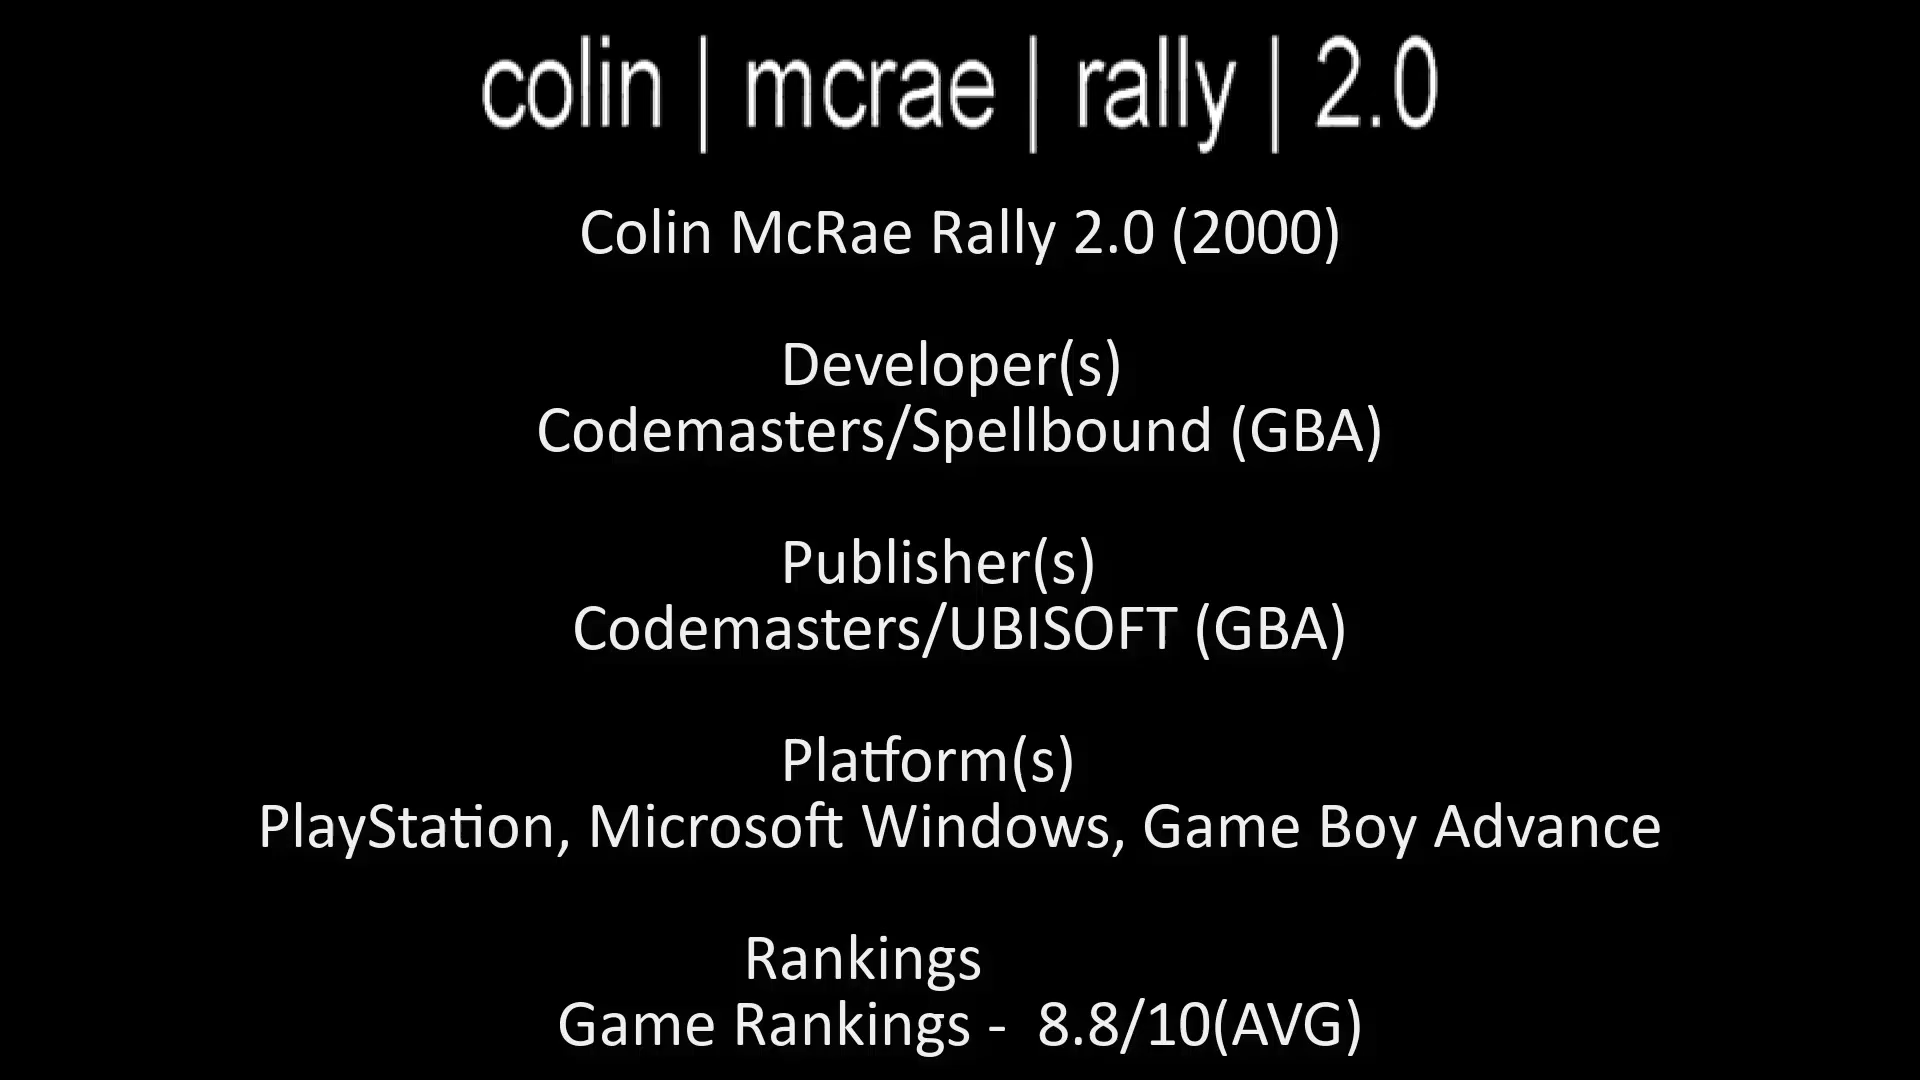 colin | mcrae | rally | 2.0
Colin McRae Rally 2.0 (2000)
Developer(s)
Codemasters/Spellbound (GBA)
Publisher(s)
Codemasters/UBISOFT (GBA)
Platform(s)
PlayStation, Microsoft Windows, Game Boy Advance
Rankings
Game Rankings -  8.8/10(AVG)